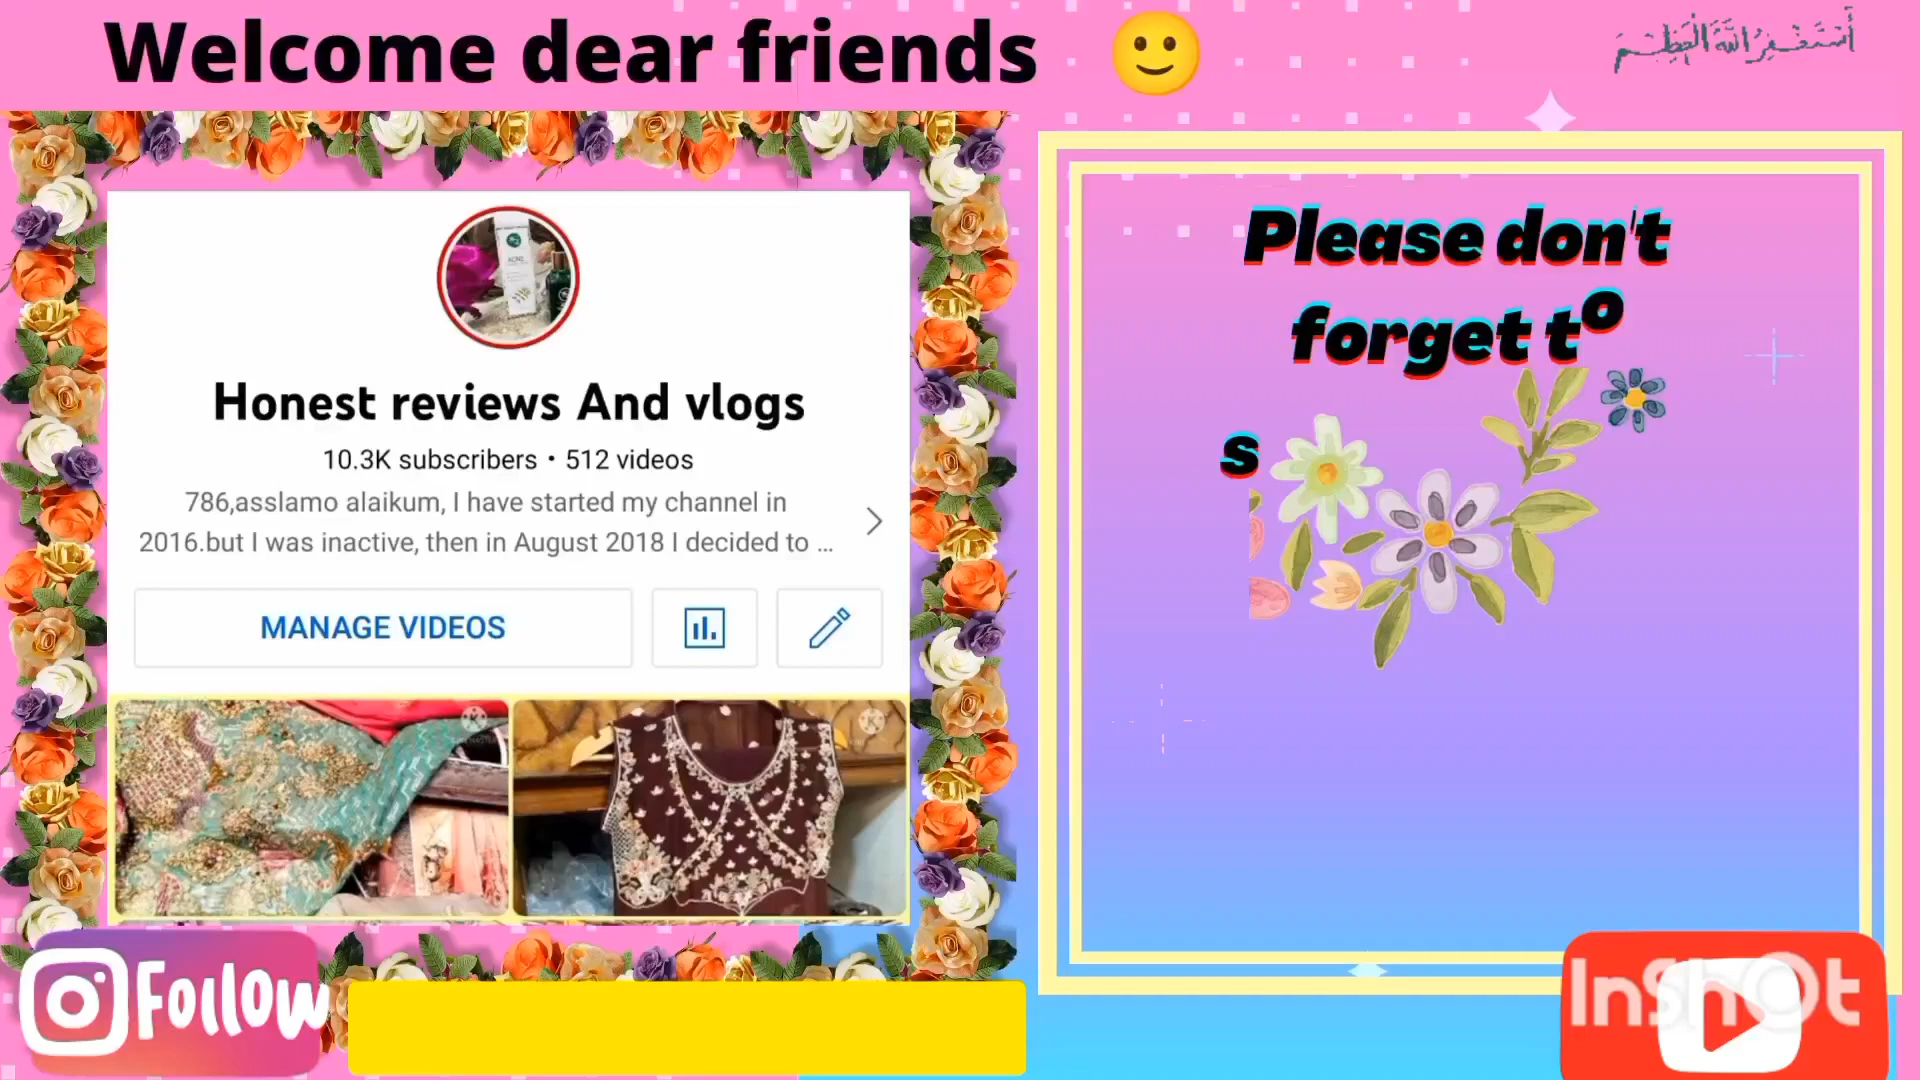 Welcome dear friends
أستغفر الله العظيم
Honest reviews And vlogs
10.3K subscribers • 512 videos
786,asslamo alaikum, I have started my channel in
2016.but I was inactive, then in August 2018 I decided to ...
MANAGE VIDEOS
Please don't
forget to
s
Follow
InShOt